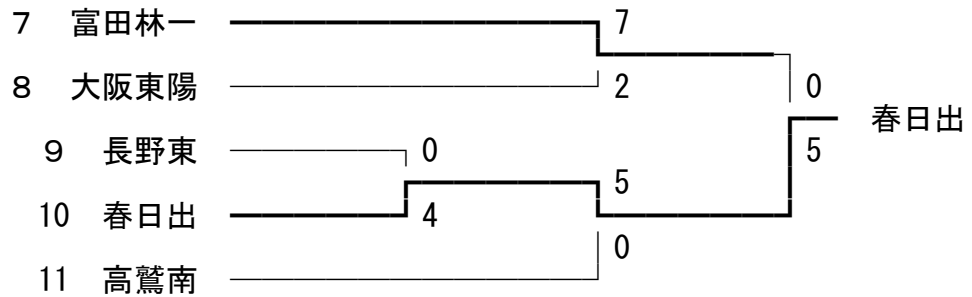 7 富田林一 7
8 大阪東陽 2 0
春日出
9 長野東 0 5
5
10 春日出 4
0
11 高鷲南